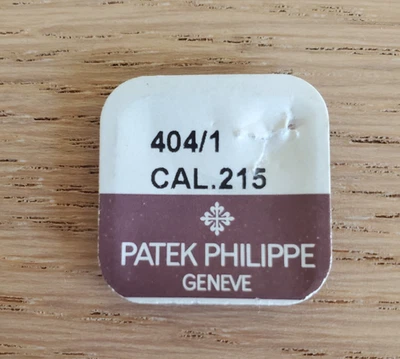 404/1
CAL.215
PATEK PHILIPPE
GENEVE